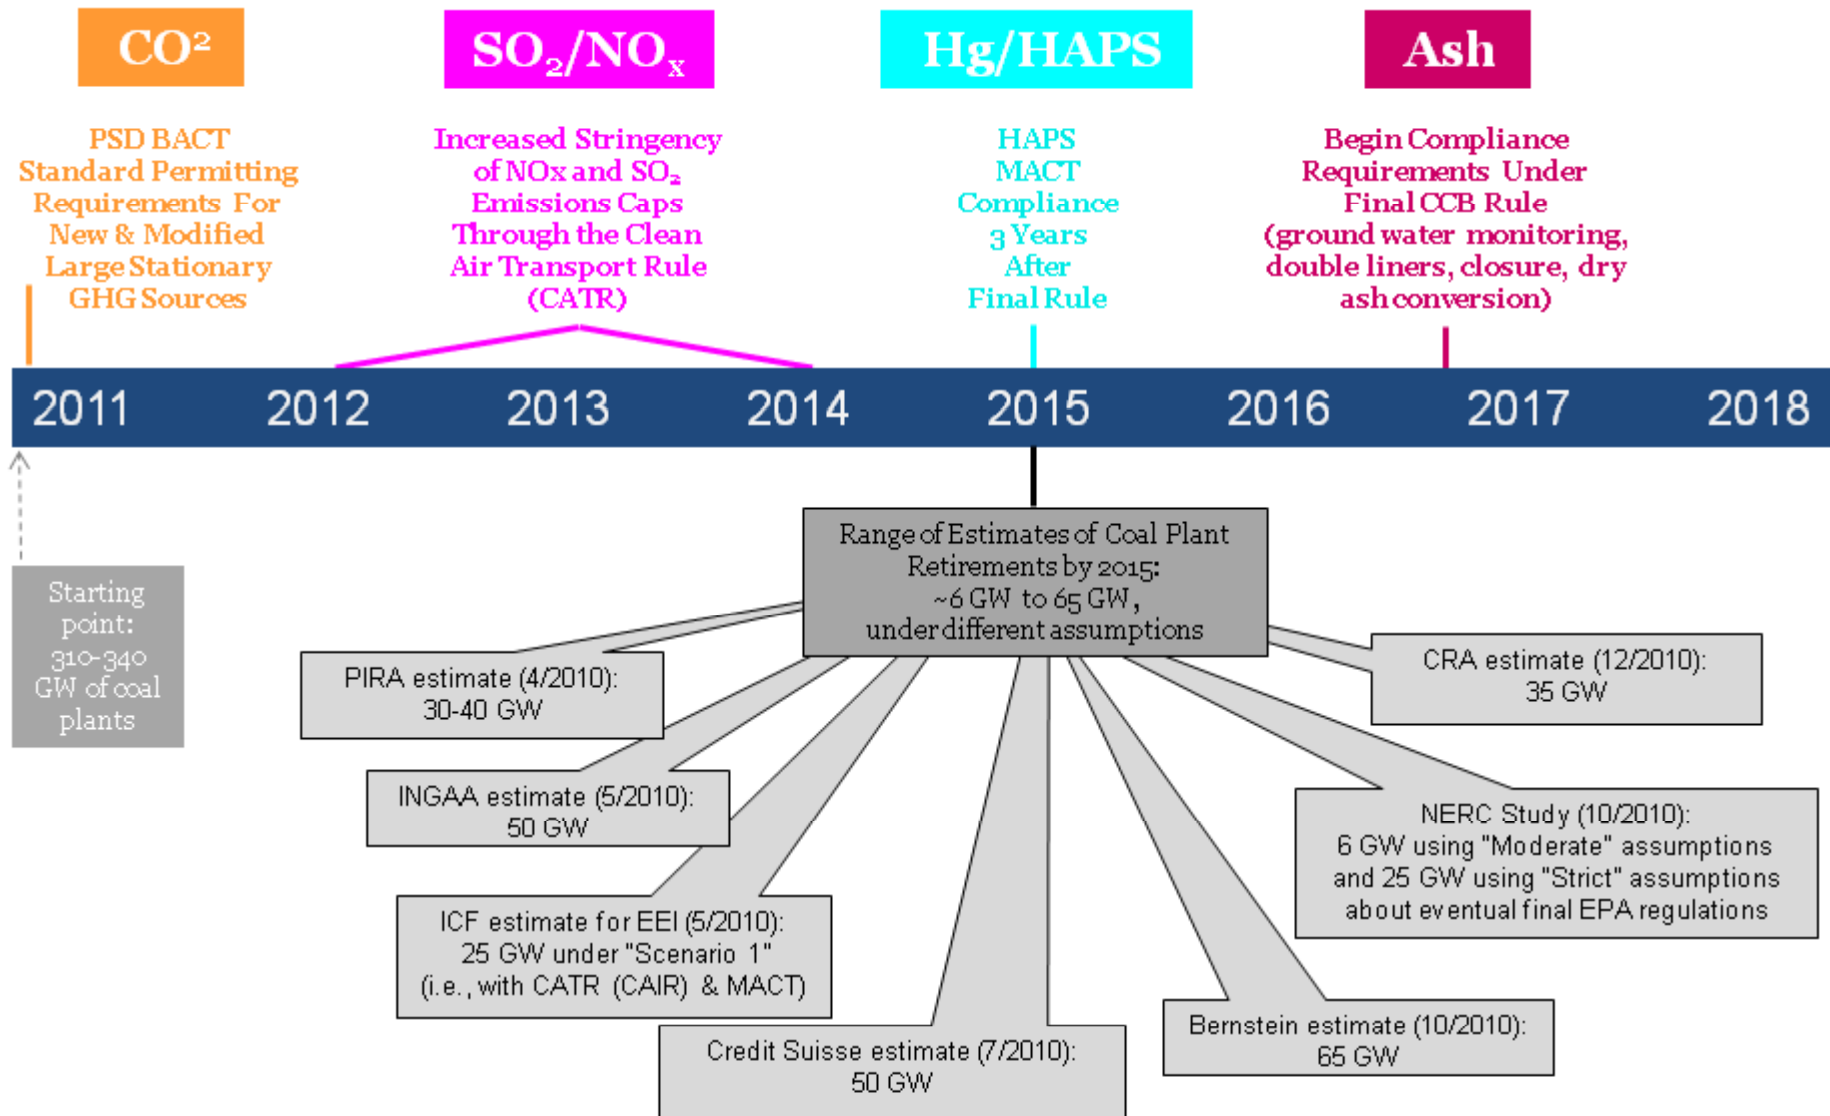 CO²
PSD BACT
Standard Permitting
Requirements For
New & Modified
Large Stationary
GHG Sources
SO₂/NOₓ
Increased Stringency
of NOx and SO₂
Emissions Caps
Through the Clean
Air Transport Rule
(CATR)
Hg/HAPS
HAPS
MACT
Compliance
3 Years
After
Final Rule
Ash
Begin Compliance
Requirements Under
Final CCB Rule
(ground water monitoring,
double liners, closure, dry
ash conversion)
2011 2012 2013 2014 2015 2016 2017 2018
Starting
point:
310-340
GW of coal
plants
Range of Estimates of Coal Plant
Retirements by 2015:
~6 GW to 65 GW,
under different assumptions
PIRA estimate (4/2010):
30-40 GW
INGAA estimate (5/2010):
50 GW
ICF estimate for EEI (5/2010):
25 GW under "Scenario 1"
(i.e., with CATR (CAIR) & MACT)
Credit Suisse estimate (7/2010):
50 GW
Bernstein estimate (10/2010):
65 GW
NERC Study (10/2010):
6 GW using "Moderate" assumptions
and 25 GW using "Strict" assumptions
about eventual final EPA regulations
CRA estimate (12/2010):
35 GW